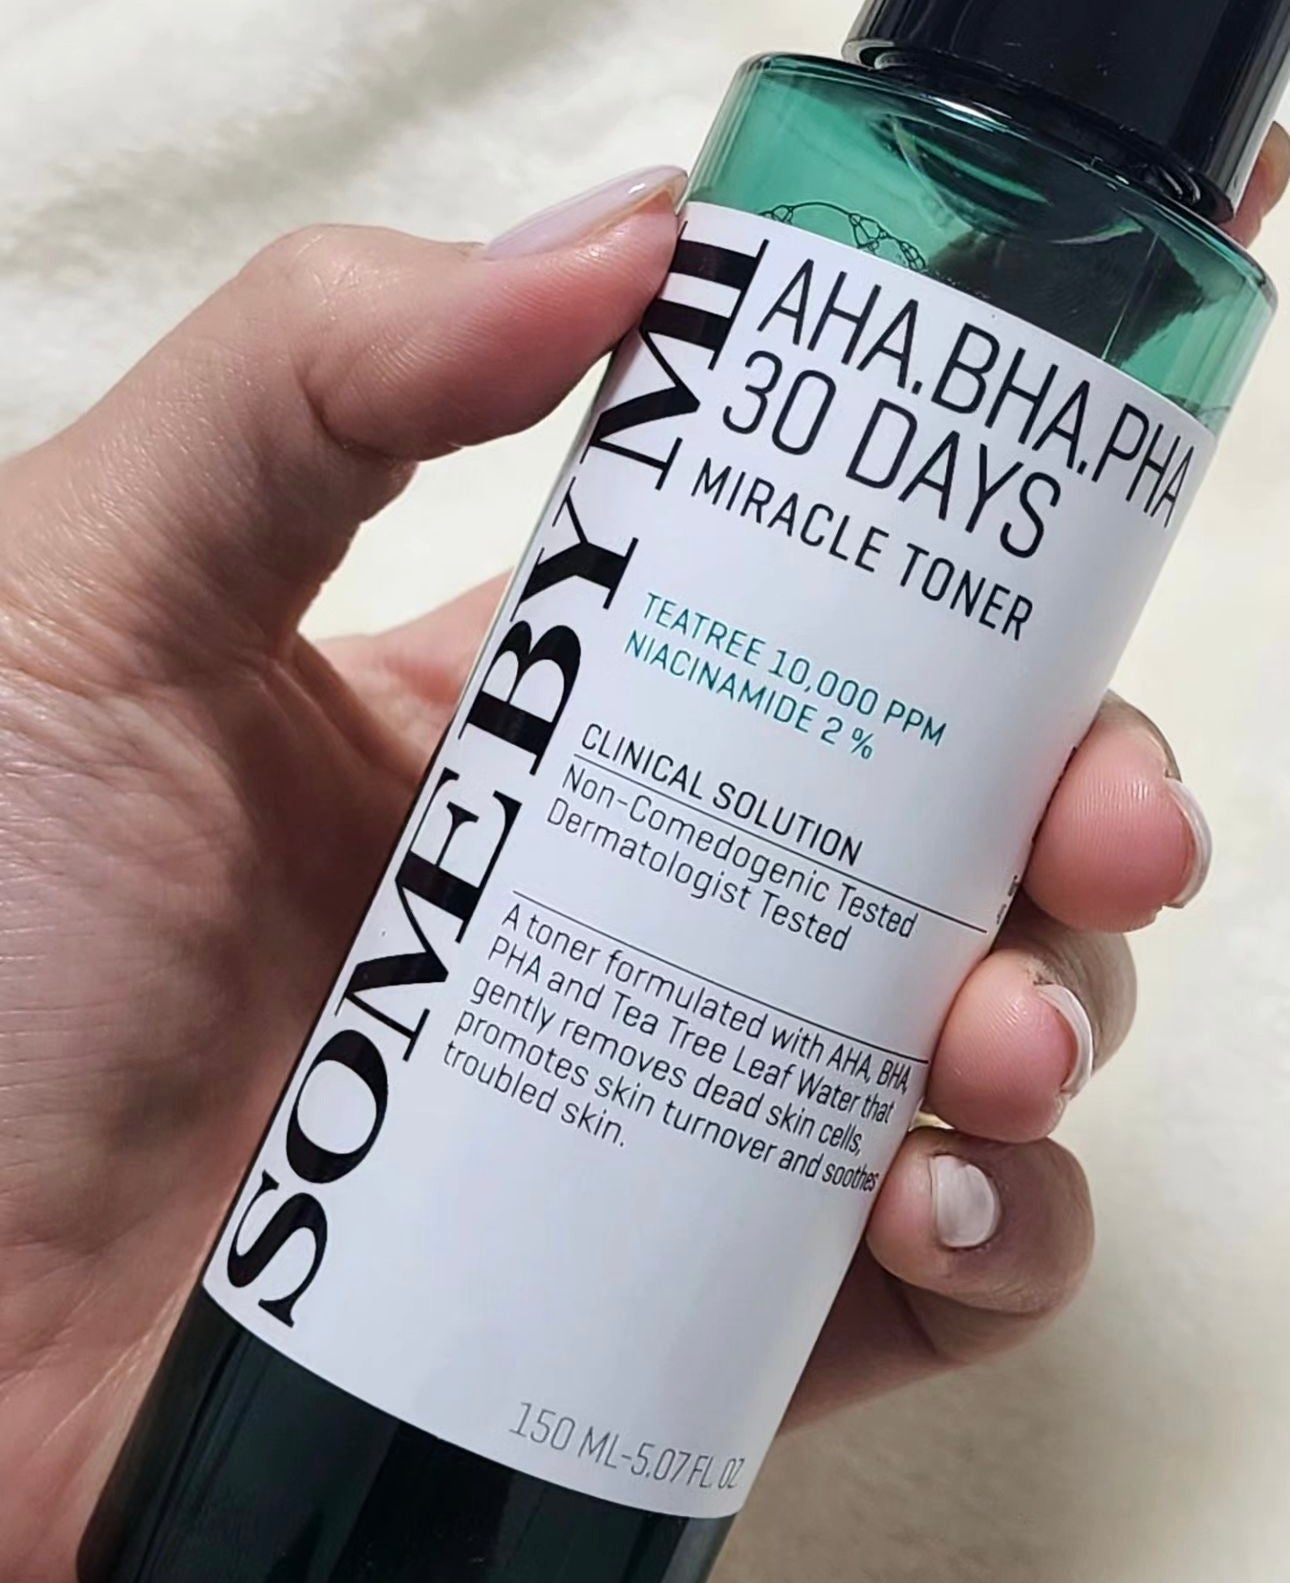 SOME BY MI
AHA.BHA.PHA
30 DAYS
MIRACLE TONER
TEATREE 10,000 PPM
NIACINAMIDE 2 %
CLINICAL SOLUTION
Non-Comedogenic Tested
Dermatologist Tested
A toner formulated with AHA, BHA,
PHA and Tea Tree Leaf Water that
gently removes dead skin cells,
promotes skin turnover and soothes
troubled skin.
150 ML-5.07 FL. OZ